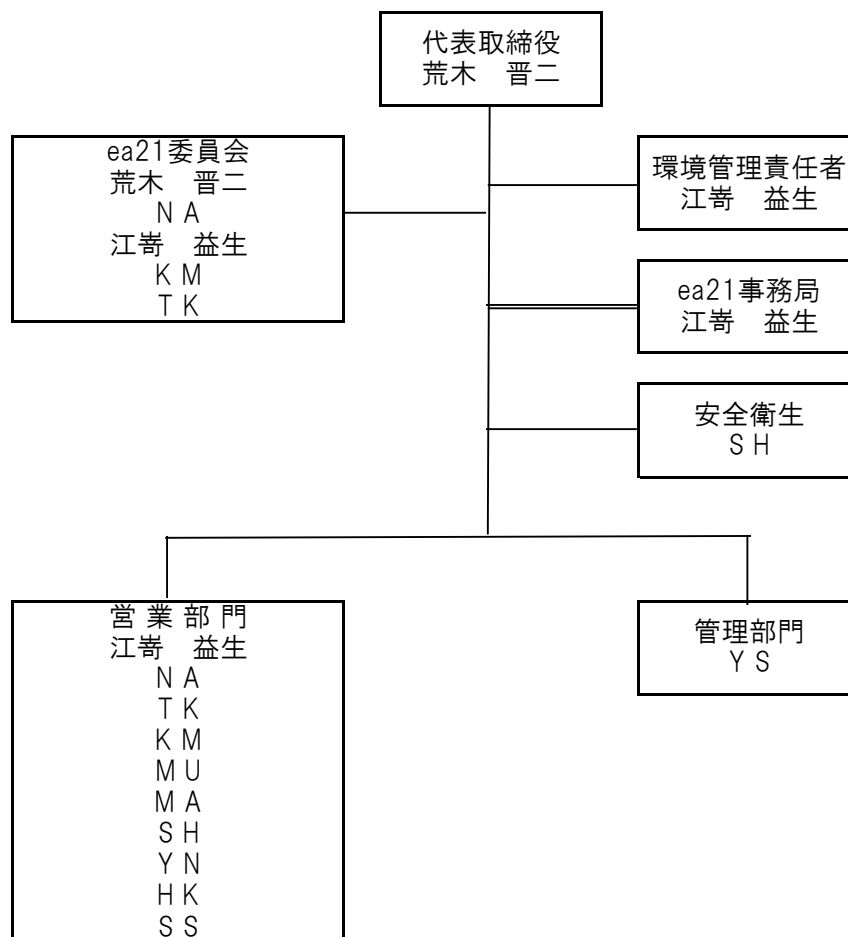 代表取締役
荒木　晋二
ea21委員会
荒木　晋二
N A
江嵜　益生
K M
T K
環境管理責任者
江嵜　益生
ea21事務局
江嵜　益生
安全衛生
S H
営 業 部 門
江嵜　益生
N A
T K
K M
M U
M A
S H
Y N
H K
S S
管理部門
Y S